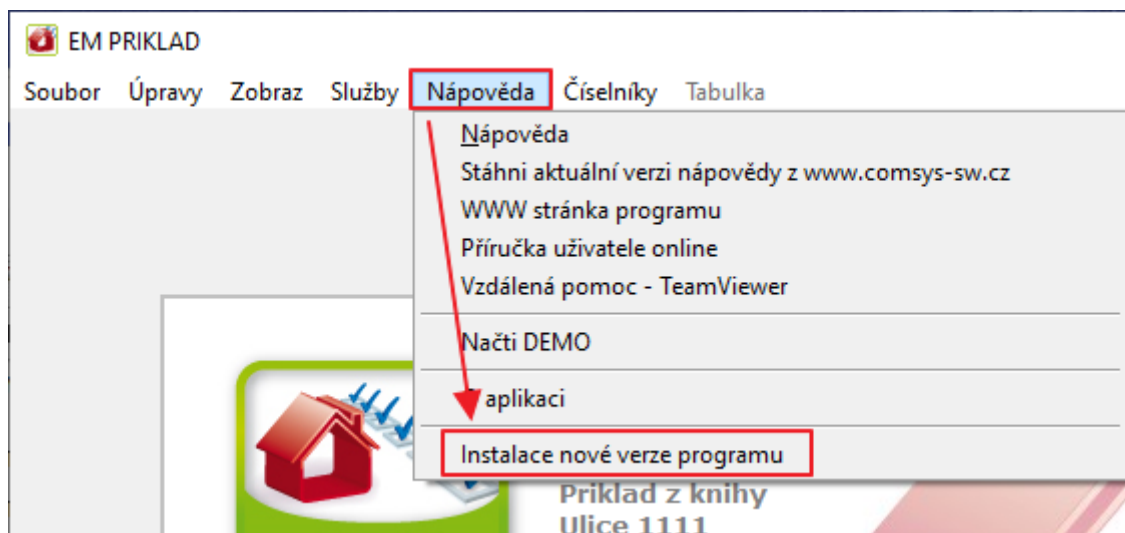 EM PRIKLAD
Soubor Úpravy Zobraz Služby Nápověda Číselníky Tabulka
Nápověda
Stáhni aktuální verzi nápovědy z www.comsys-sw.cz
WWW stránka programu
Příručka uživatele online
Vzdálená pomoc - TeamViewer
Načti DEMO
aplikaci
Instalace nové verze programu
Priklad z knihy
Ulice 1111